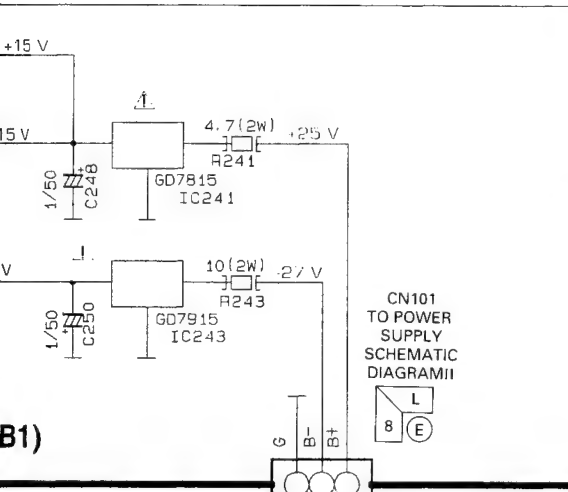 +15 V
4.7(2W)
+25 V
15 V
R241
GD7815
IC241
1/50
C248
10(2W)
-27 V
V
R243
GD7915
IC243
1/50
C250
CN101
TO POWER
SUPPLY
SCHEMATIC
DIAGRAMII
L
8
E
B1)
G
B-
B+